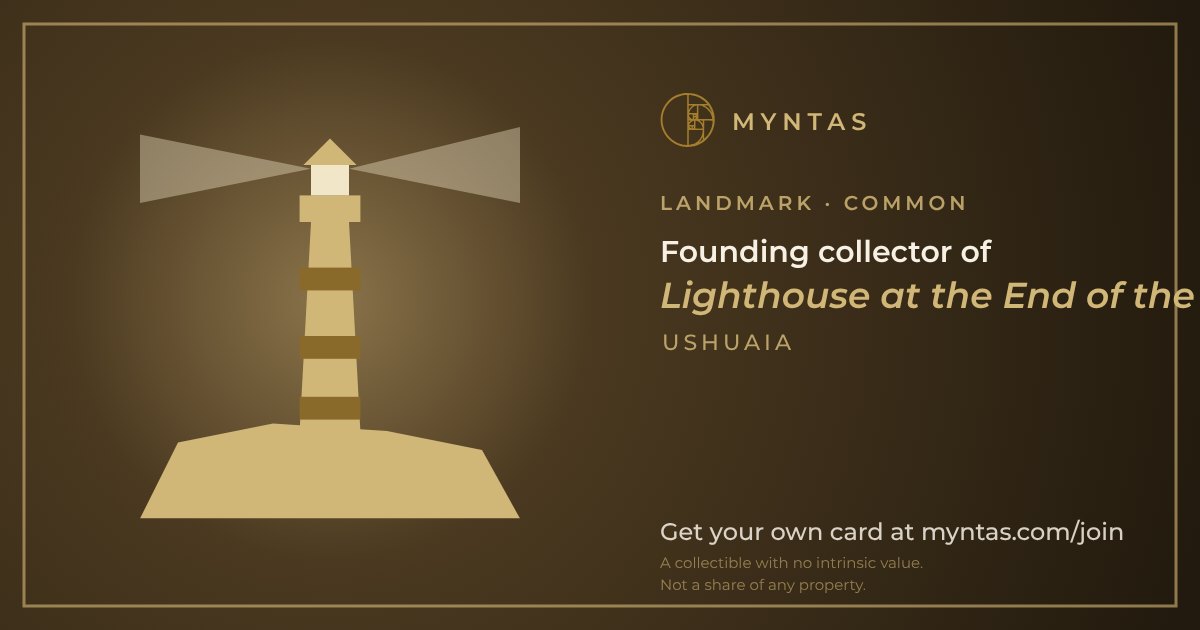 MYNTAS
LANDMARK · COMMON
Founding collector of
Lighthouse at the End of the
USHUAIA
Get your own card at myntas.com/join
A collectible with no intrinsic value.
Not a share of any property.